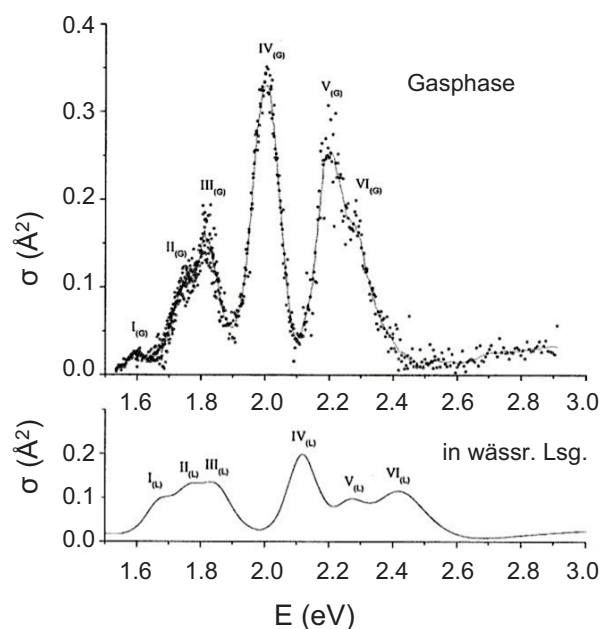 0.4
IV(G)
V(G)
Gasphase
0.3
VI(G)
III(G)
σ (Å²)
0.2
II(G)
0.1
I(G)
0.0
1.6 1.8 2.0 2.2 2.4 2.6 2.8 3.0
IV(L)
in wässr. Lsg.
σ (Å²)
0.2
I(L) II(L) III(L) V(L) VI(L)
0.1
0.0
1.6 1.8 2.0 2.2 2.4 2.6 2.8 3.0
E (eV)